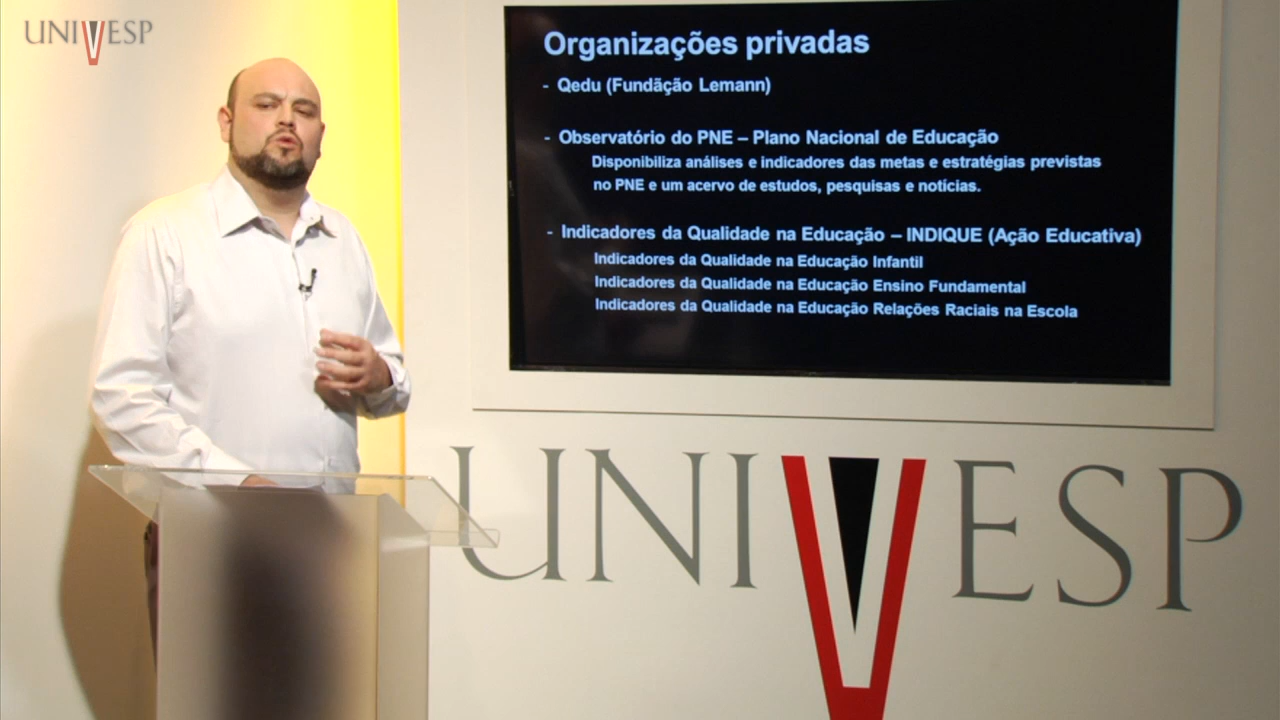 UNIVESP
Organizações privadas
- Qedu (Fundãção Lemann)
- Observatório do PNE – Plano Nacional de Educação
Disponibiliza análises e indicadores das metas e estratégias previstas
no PNE e um acervo de estudos, pesquisas e notícias.
- Indicadores da Qualidade na Educação – INDIQUE (Ação Educativa)
Indicadores da Qualidade na Educação Infantil
Indicadores da Qualidade na Educação Ensino Fundamental
Indicadores da Qualidade na Educação Relações Raciais na Escola
UNIVESP